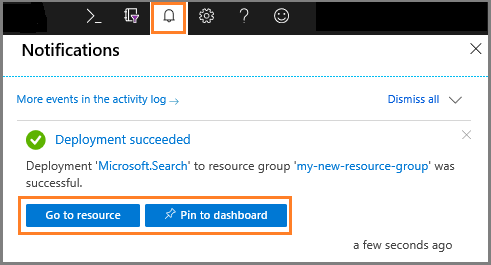 Notifications
More events in the activity log →
Dismiss all
Deployment succeeded
Deployment 'Microsoft.Search' to resource group 'my-new-resource-group' was
successful.
Go to resource
Pin to dashboard
a few seconds ago